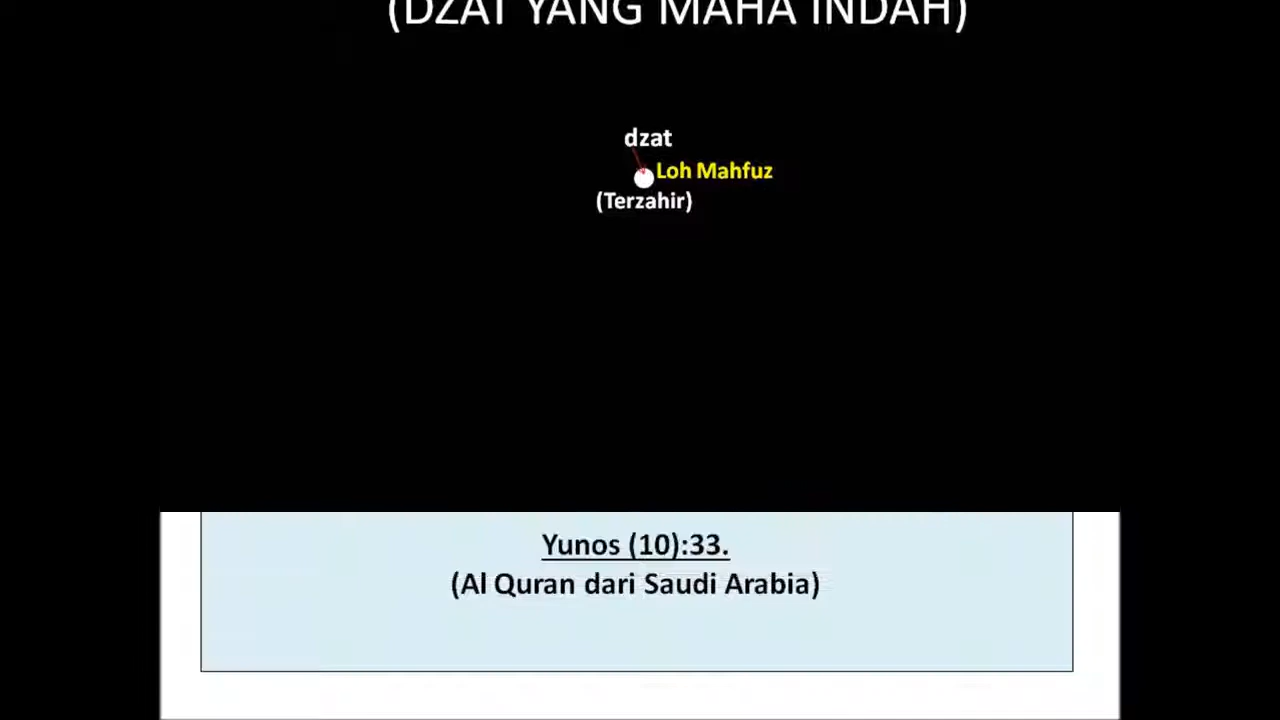 (DZAT YANG MAHA INDAH)
dzat
Loh Mahfuz
(Terzahir)
Yunos (10):33.
(Al Quran dari Saudi Arabia)